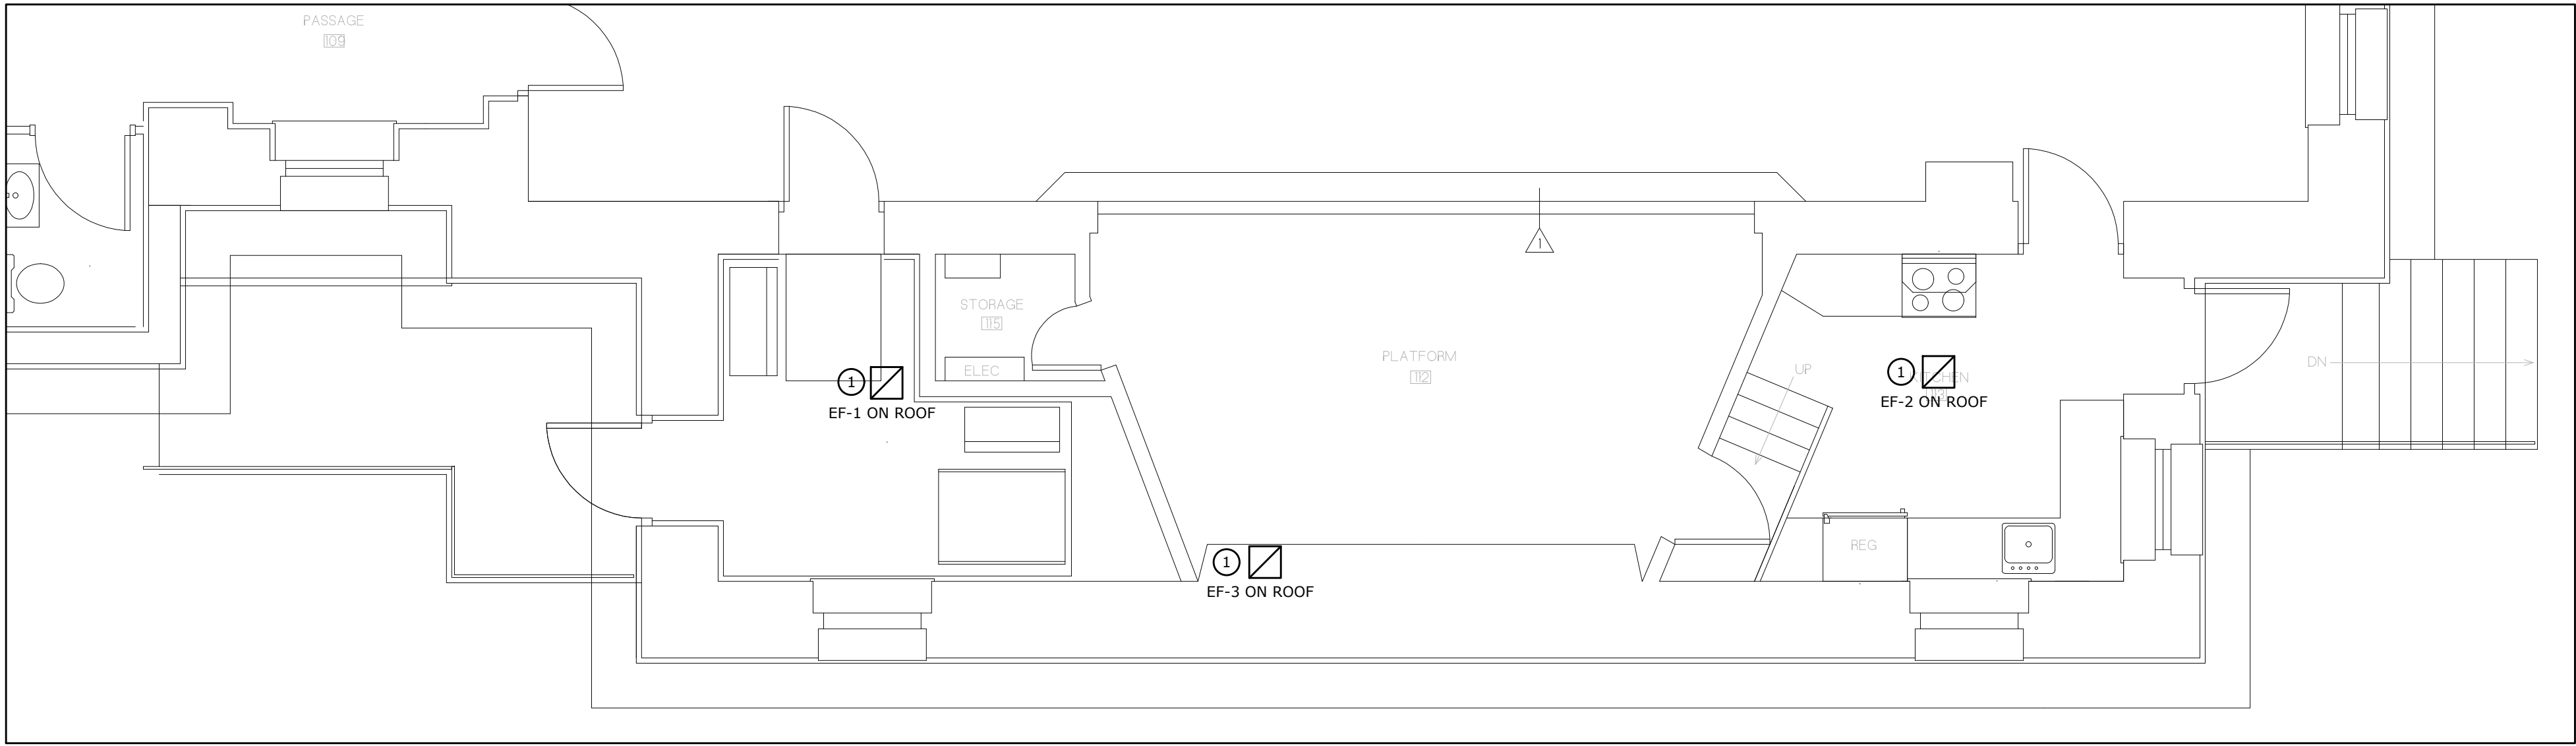 PASSAGE
109
1
STORAGE
115
ELEC
PLATFORM
112
UP
DN
1
EF-1 ON ROOF
1
KITCHEN
EF-2 ON ROOF
REG
1
EF-3 ON ROOF